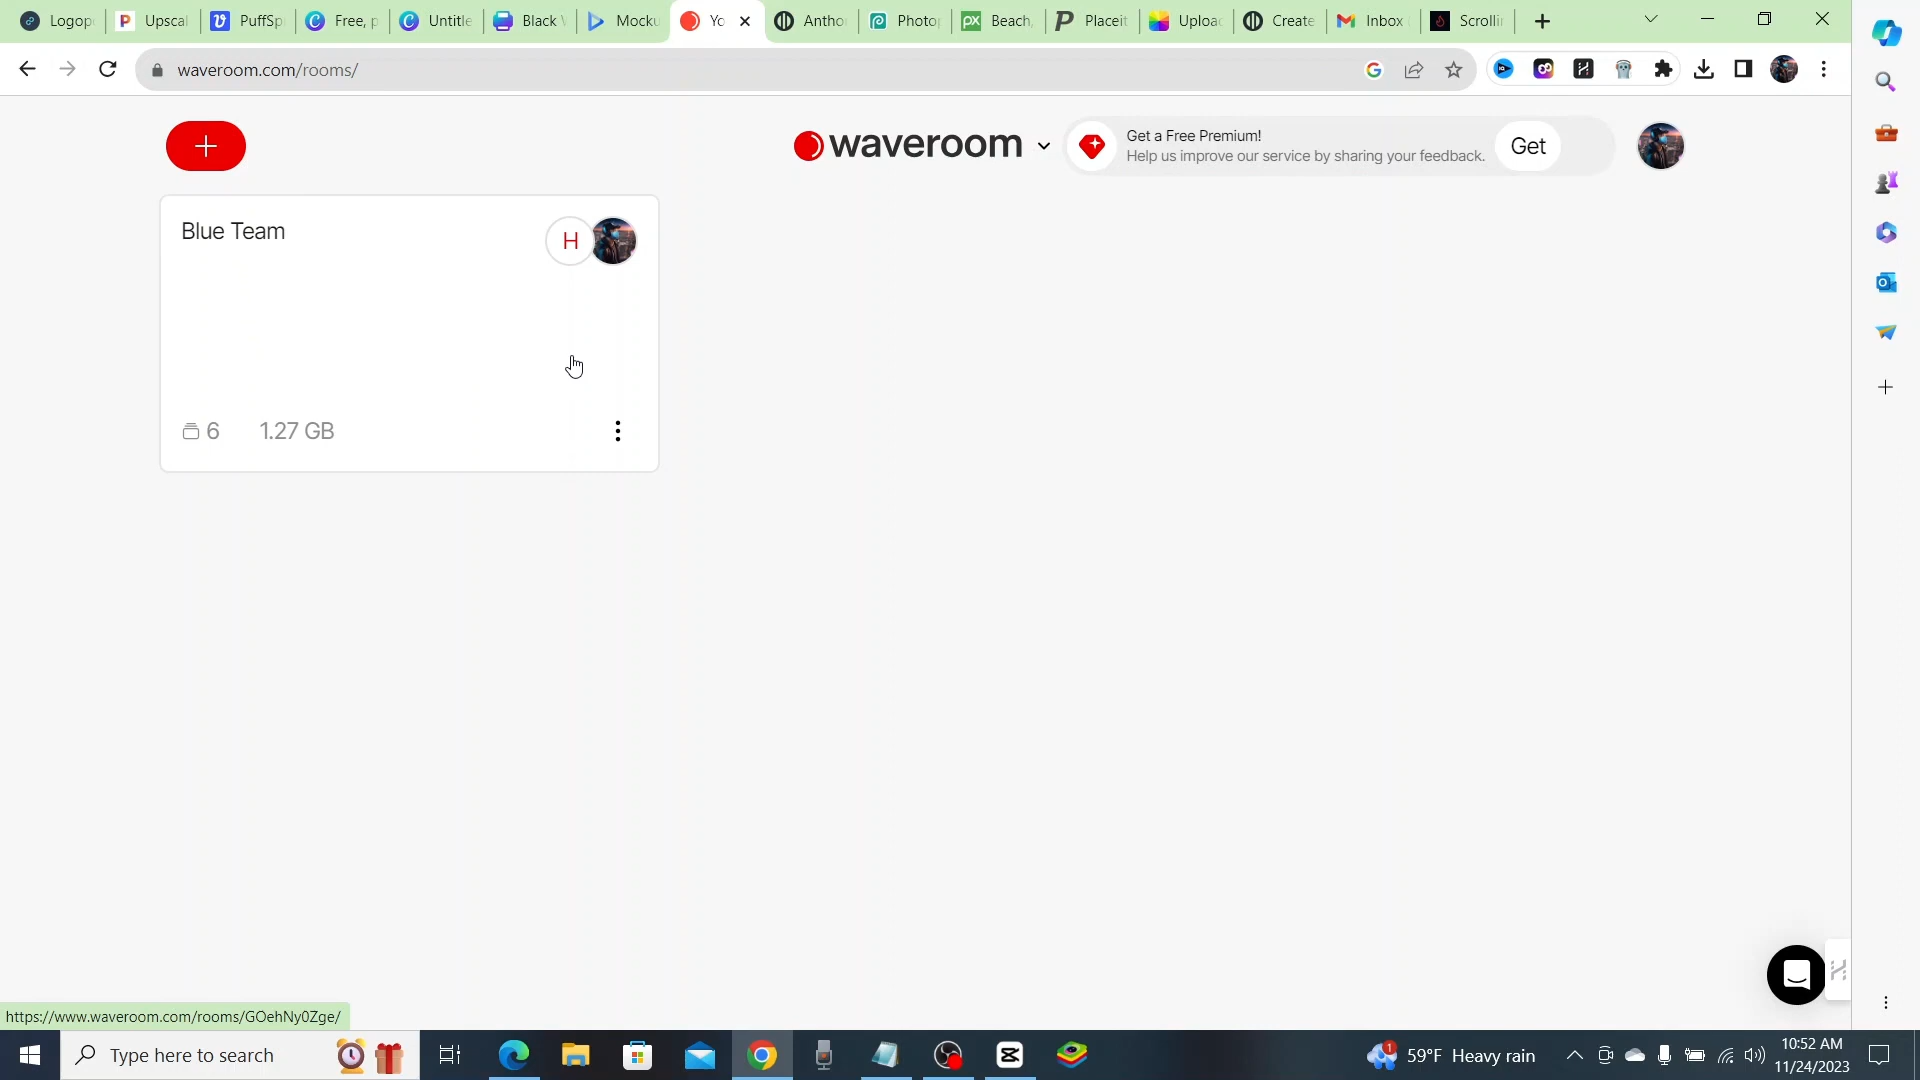 Logop
Upscal
PuffSp
Free, p
Untitle
Black
Mocku
Yo
Antho
Photo
Beach,
Placeit
Uploa
Create
Inbox
Scrollin
waveroom.com/rooms/
waveroom
Get a Free Premium!
Help us improve our service by sharing your feedback.
Get
Blue Team
H
6
1.27 GB
https://www.waveroom.com/rooms/GOehNy0Zge/
Type here to search
59°F Heavy rain
10:52 AM
11/24/2023